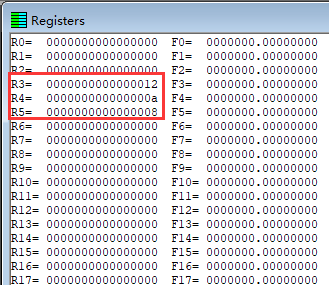 Registers
R0= 0000000000000000 F0= 0000000.00000000
R1= 0000000000000000 F1= 0000000.00000000
R2= 0000000000000000 F2= 0000000.00000000
R3= 0000000000000012 F3= 0000000.00000000
R4= 000000000000000a F4= 0000000.00000000
R5= 0000000000000008 F5= 0000000.00000000
R6= 0000000000000000 F6= 0000000.00000000
R7= 0000000000000000 F7= 0000000.00000000
R8= 0000000000000000 F8= 0000000.00000000
R9= 0000000000000000 F9= 0000000.00000000
R10= 0000000000000000 F10= 0000000.00000000
R11= 0000000000000000 F11= 0000000.00000000
R12= 0000000000000000 F12= 0000000.00000000
R13= 0000000000000000 F13= 0000000.00000000
R14= 0000000000000000 F14= 0000000.00000000
R15= 0000000000000000 F15= 0000000.00000000
R16= 0000000000000000 F16= 0000000.00000000
R17= 0000000000000000 F17= 0000000.00000000